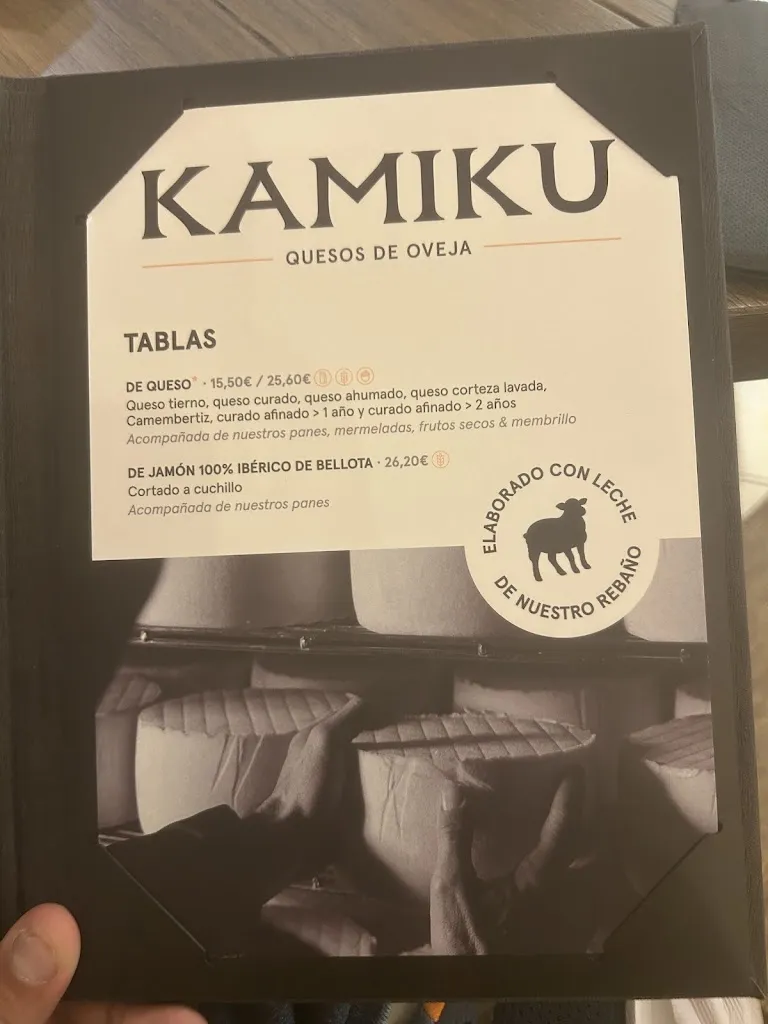 KAMIKU
QUESOS DE OVEJA
TABLAS
DE QUESO* · 15,50€ / 25,60€
Queso tierno, queso curado, queso ahumado, queso corteza lavada,
Camembertiz, curado afinado > 1 año y curado afinado > 2 años
Acompañada de nuestros panes, mermeladas, frutos secos & membrillo
DE JAMÓN 100% IBÉRICO DE BELLOTA · 26,20€
Cortado a cuchillo
Acompañada de nuestros panes
ELABORADO CON LECHE
DE NUESTRO REBAÑO